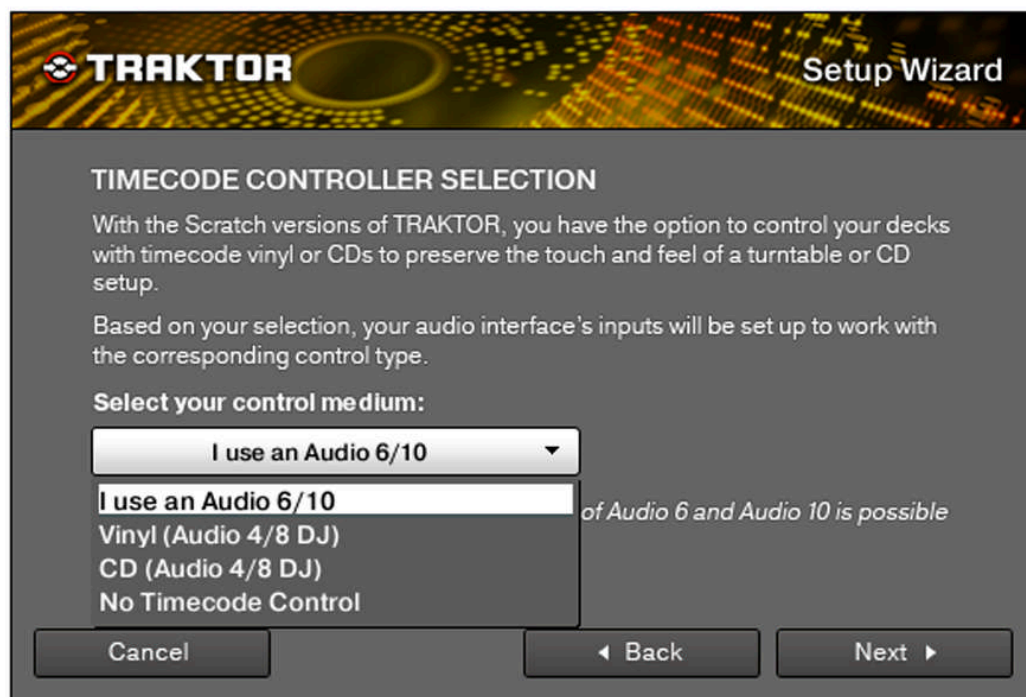 TRAKTOR
Setup Wizard
TIMECODE CONTROLLER SELECTION
With the Scratch versions of TRAKTOR, you have the option to control your decks
with timecode vinyl or CDs to preserve the touch and feel of a turntable or CD
setup.
Based on your selection, your audio interface's inputs will be set up to work with
the corresponding control type.
Select your control medium:
I use an Audio 6/10
I use an Audio 6/10
of Audio 6 and Audio 10 is possible
Vinyl (Audio 4/8 DJ)
CD (Audio 4/8 DJ)
No Timecode Control
Cancel
Back
Next